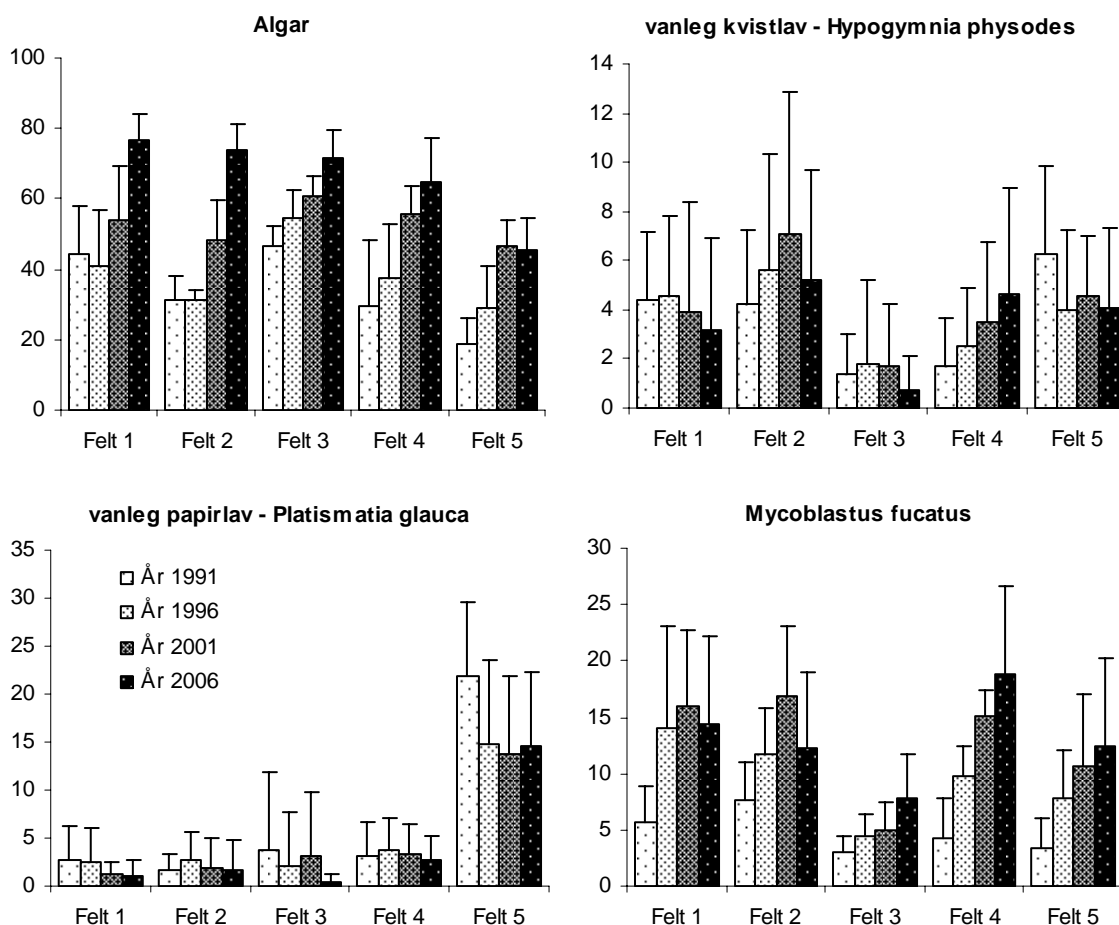 Algar
100
80
60
40
20
0
Felt 1 Felt 2 Felt 3 Felt 4 Felt 5
vanleg kvistlav - Hypogymnia physodes
14
12
10
8
6
4
2
0
Felt 1 Felt 2 Felt 3 Felt 4 Felt 5
vanleg papirlav - Platismatia glauca
35
30
25
20
15
10
5
0
År 1991
År 1996
År 2001
År 2006
Felt 1 Felt 2 Felt 3 Felt 4 Felt 5
Mycoblastus fucatus
30
25
20
15
10
5
0
Felt 1 Felt 2 Felt 3 Felt 4 Felt 5